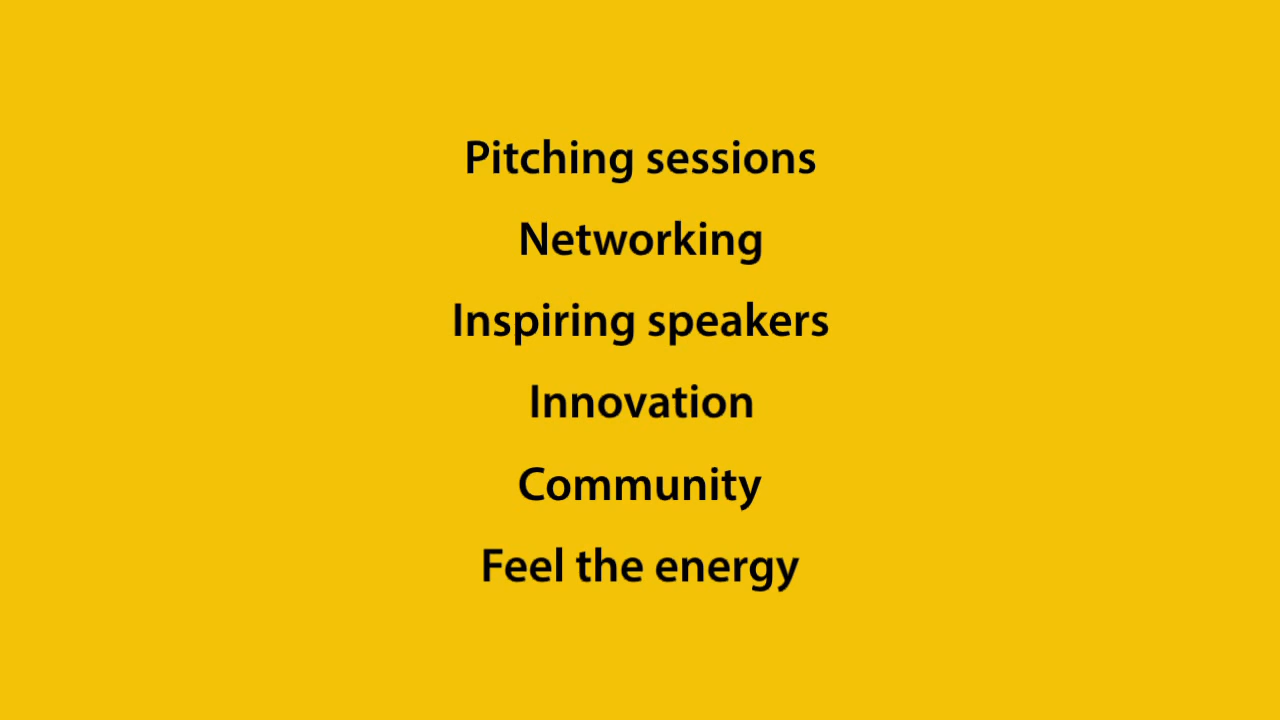 Pitching sessions
Networking
Inspiring speakers
Innovation
Community
Feel the energy